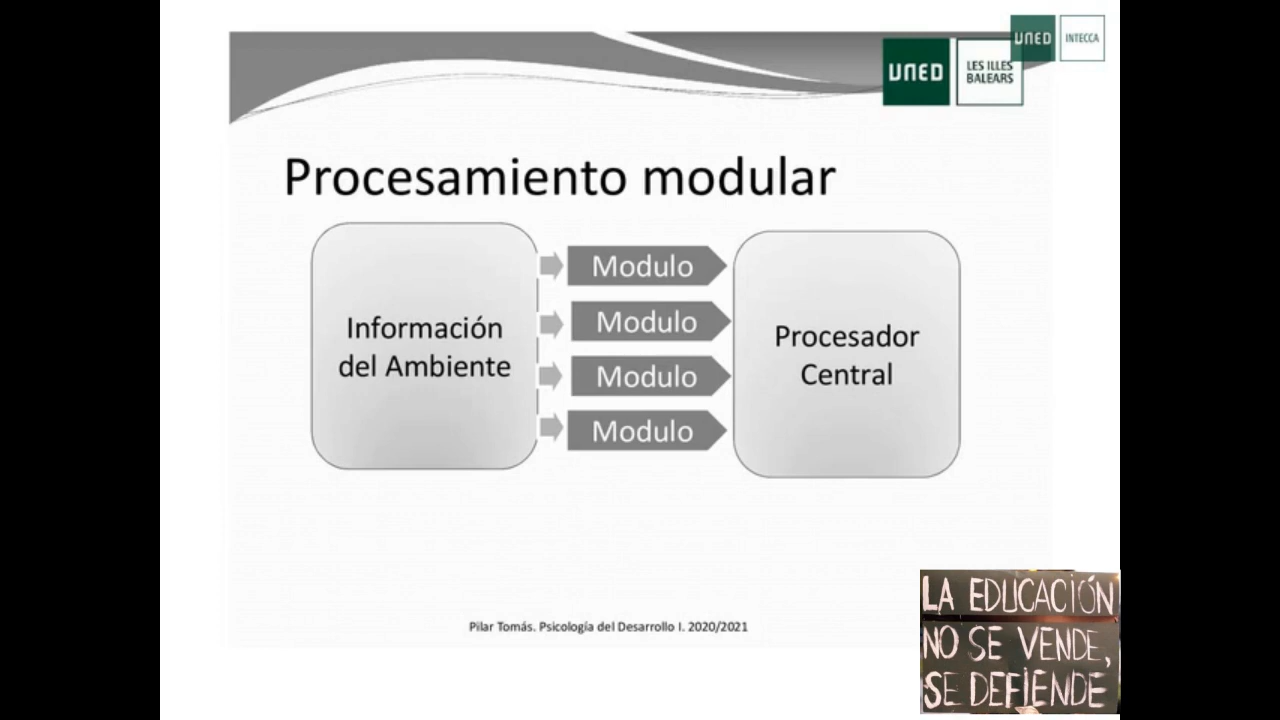 UNED
INTECCA
UNED
LES ILLES
BALEARS
Procesamiento modular
Información
del Ambiente
Modulo
Modulo
Modulo
Modulo
Procesador
Central
Pilar Tomás. Psicología del Desarrollo I. 2020/2021
LA EDUCACIÓN
NO SE VENDE,
SE DEFIENDE